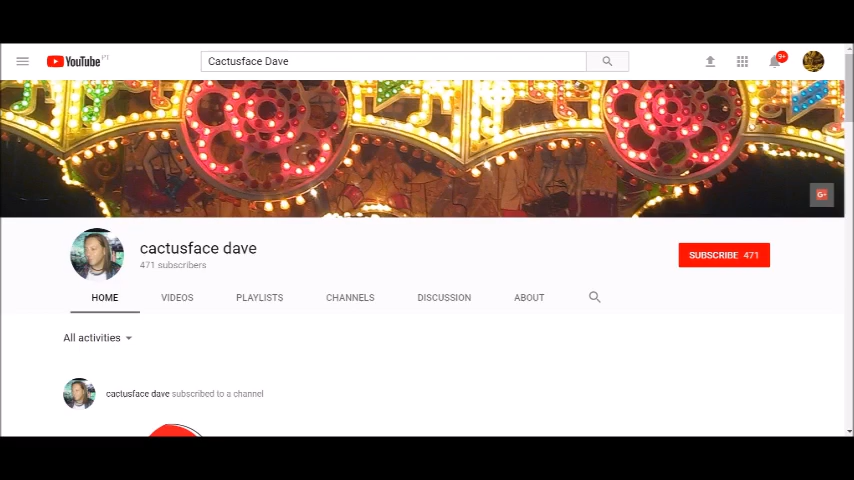 YouTube
Cactusface Dave
9+
G+
cactusface dave
471 subscribers
SUBSCRIBE 471
HOME VIDEOS PLAYLISTS CHANNELS DISCUSSION ABOUT
All activities
cactusface dave subscribed to a channel